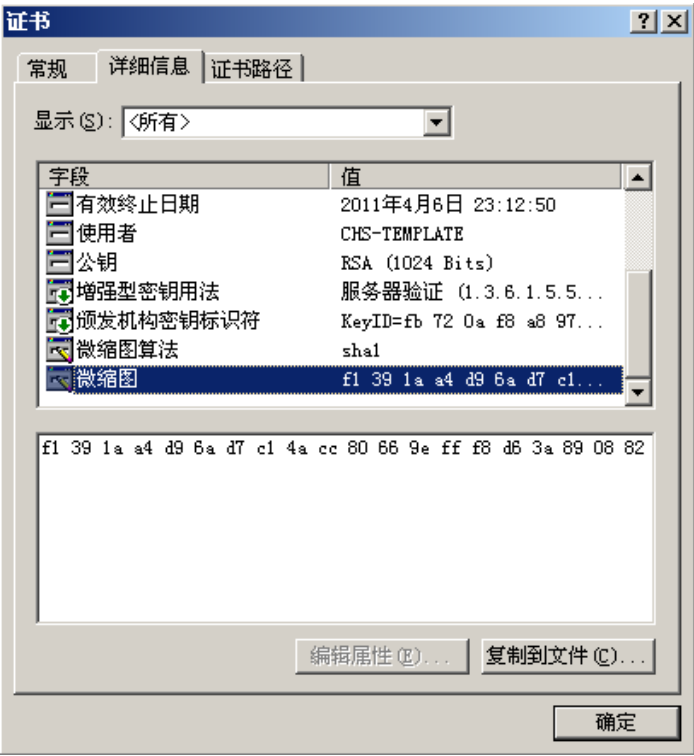 证书
常规 详细信息 证书路径
显示(S): <所有>
字段 值
有效终止日期 2011年4月6日 23:12:50
使用者 CHS-TEMPLATE
公钥 RSA (1024 Bits)
增强型密钥用法 服务器验证 (1.3.6.1.5.5...
颁发机构密钥标识符 KeyID=fb 72 0a f8 a8 97...
微缩图算法 sha1
微缩图 f1 39 1a a4 d9 6a d7 c1...
f1 39 1a a4 d9 6a d7 c1 4a cc 80 66 9e ff f8 d6 3a 89 08 82
编辑属性(E)... 复制到文件(C)...
确定